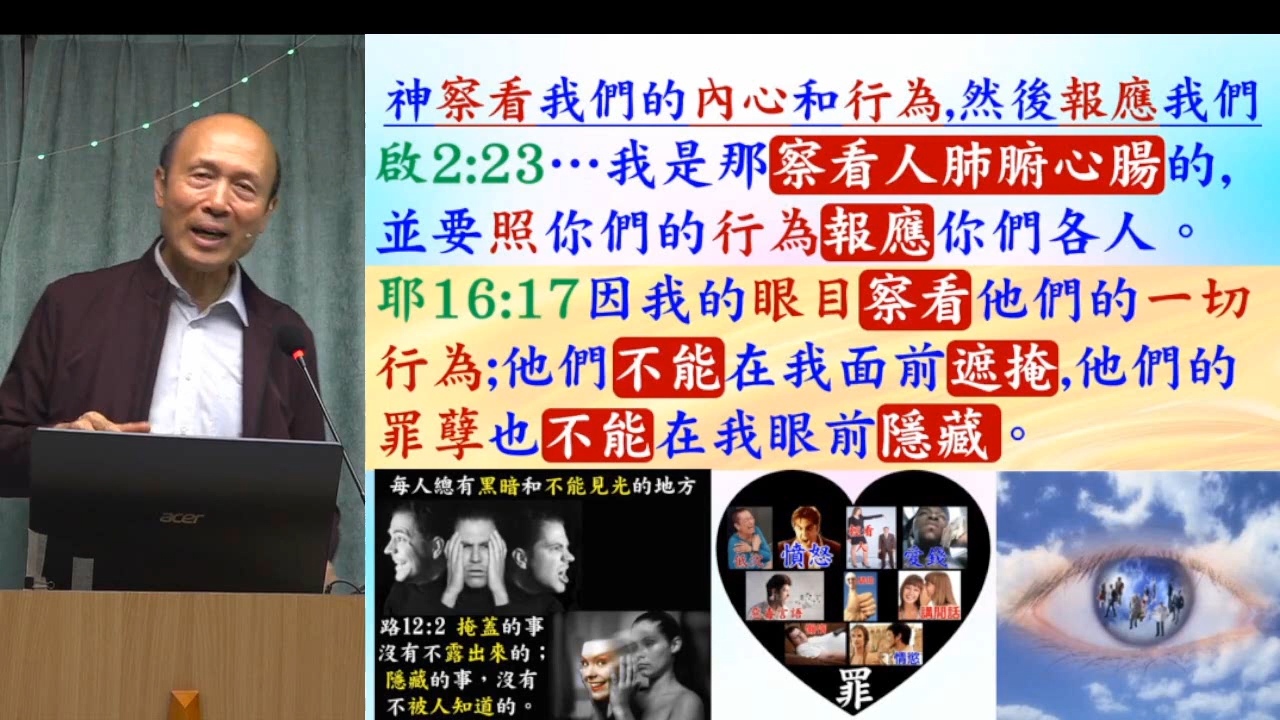 神察看我們的內心和行為,然後報應我們
啟2:23…我是那察看人肺腑心腸的,
並要照你們的行為報應你們各人。
耶16:17因我的眼目察看他們的一切
行為;他們不能在我面前遮掩,他們的
罪孽也不能在我眼前隱藏。
每人總有黑暗和不能見光的地方
路12:2 掩蓋的事
沒有不露出來的;
隱藏的事,沒有
不被人知道的。
憤怒
愛錢
惡毒言語
講閒話
情慾
罪
acer